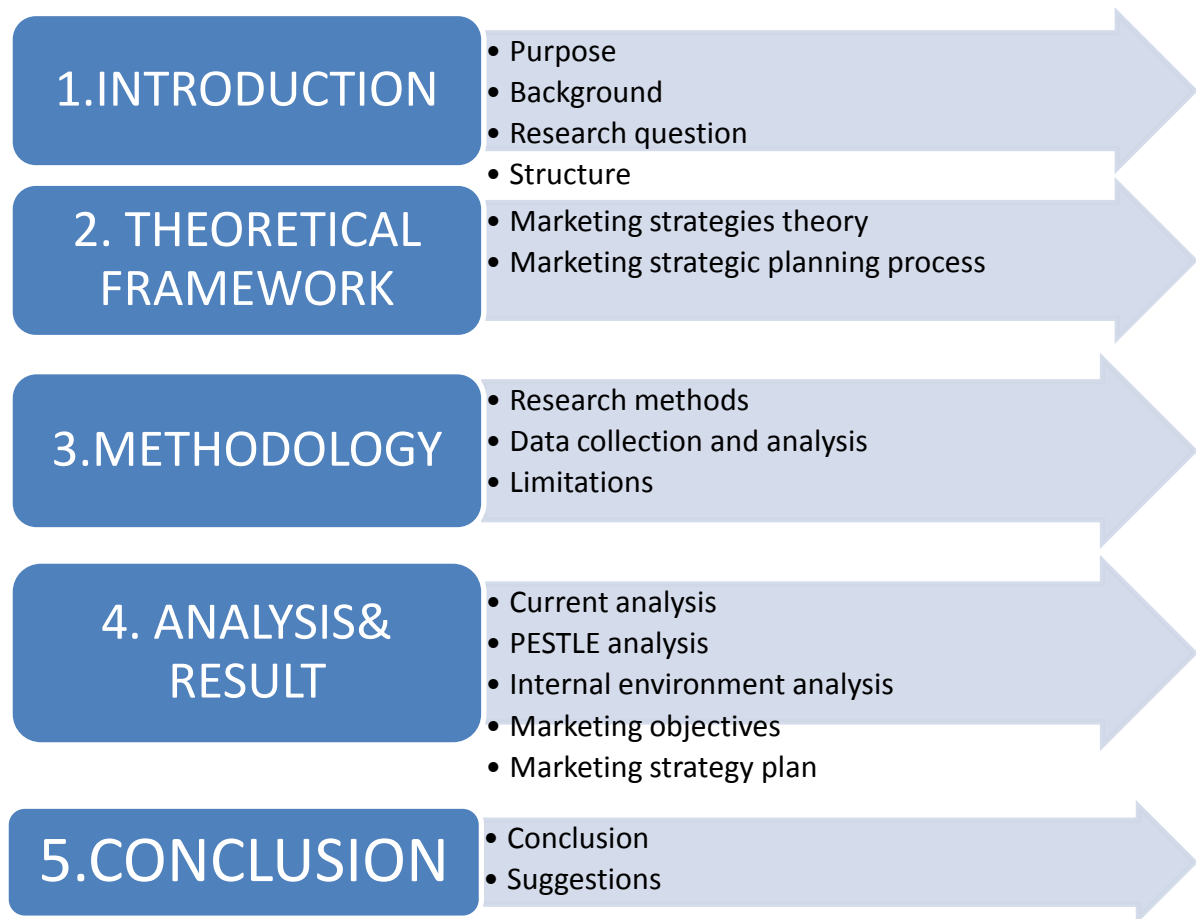 1.INTRODUCTION
• Purpose
• Background
• Research question
• Structure
2. THEORETICAL
FRAMEWORK
• Marketing strategies theory
• Marketing strategic planning process
3.METHODOLOGY
• Research methods
• Data collection and analysis
• Limitations
4. ANALYSIS&
RESULT
• Current analysis
• PESTLE analysis
• Internal environment analysis
• Marketing objectives
• Marketing strategy plan
5.CONCLUSION
• Conclusion
• Suggestions